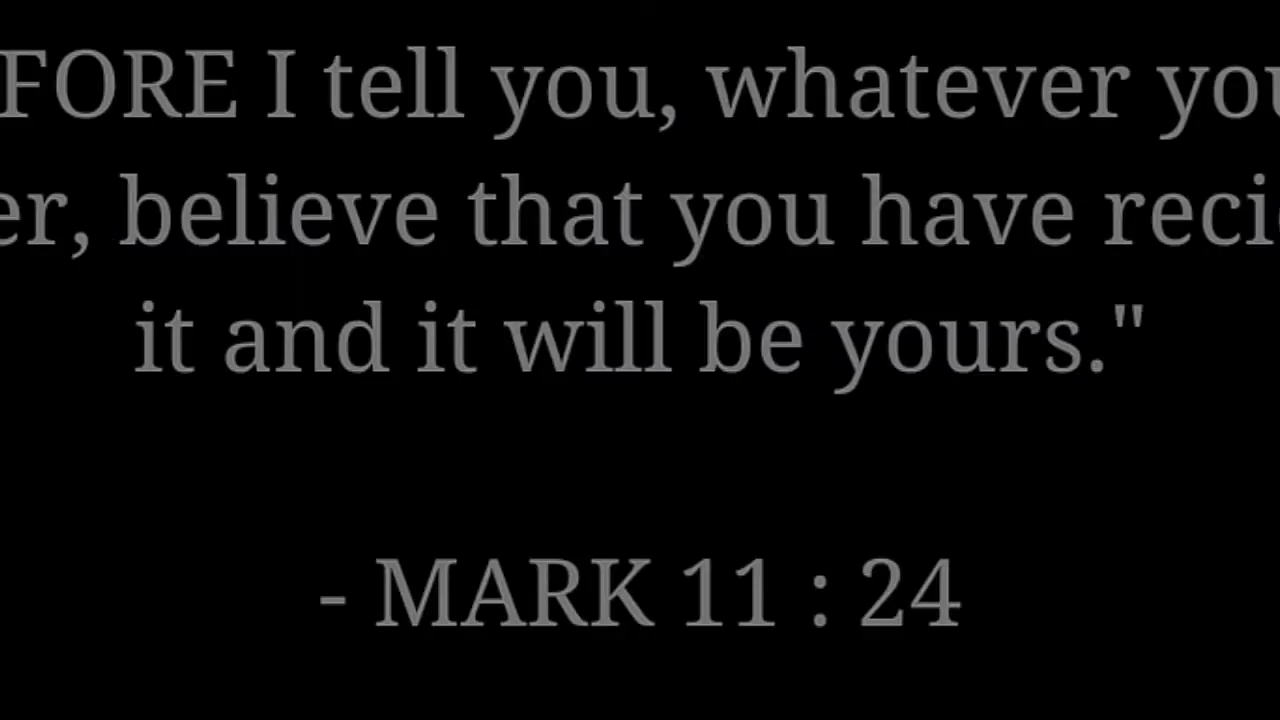 FORE I tell you, whatever you
er, believe that you have reci
it and it will be yours."
- MARK 11 : 24